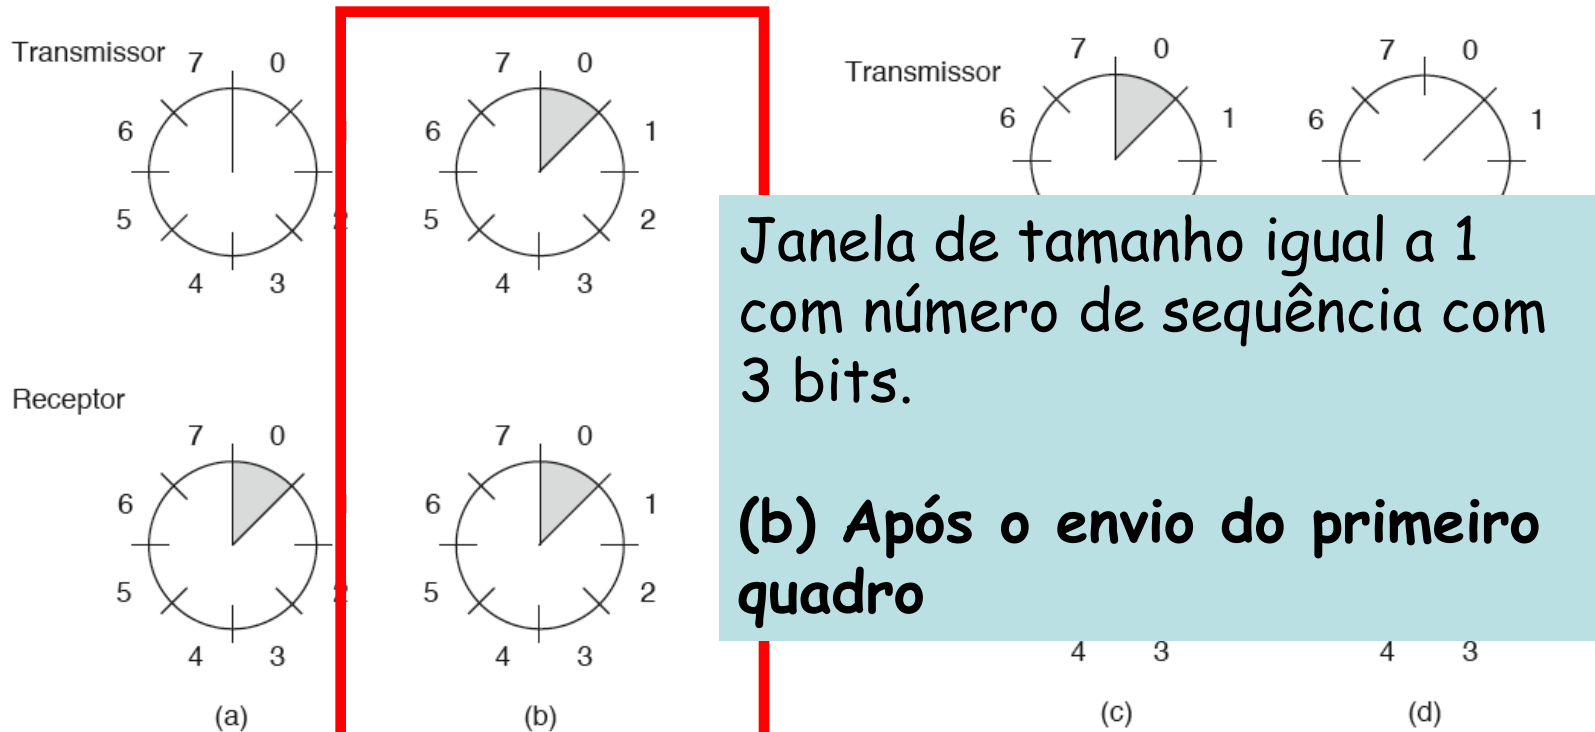 Transmissor
7 0
6
5
4 3
7 0
6 1
5 2
4 3
Transmissor
7 0
6 1
7 0
6 1
Janela de tamanho igual a 1
com número de sequência com
3 bits.
(b) Após o envio do primeiro
quadro
Receptor
7 0
6
5
4 3
(a)
7 0
6 1
5 2
4 3
(b)
4 3
(c)
4 3
(d)